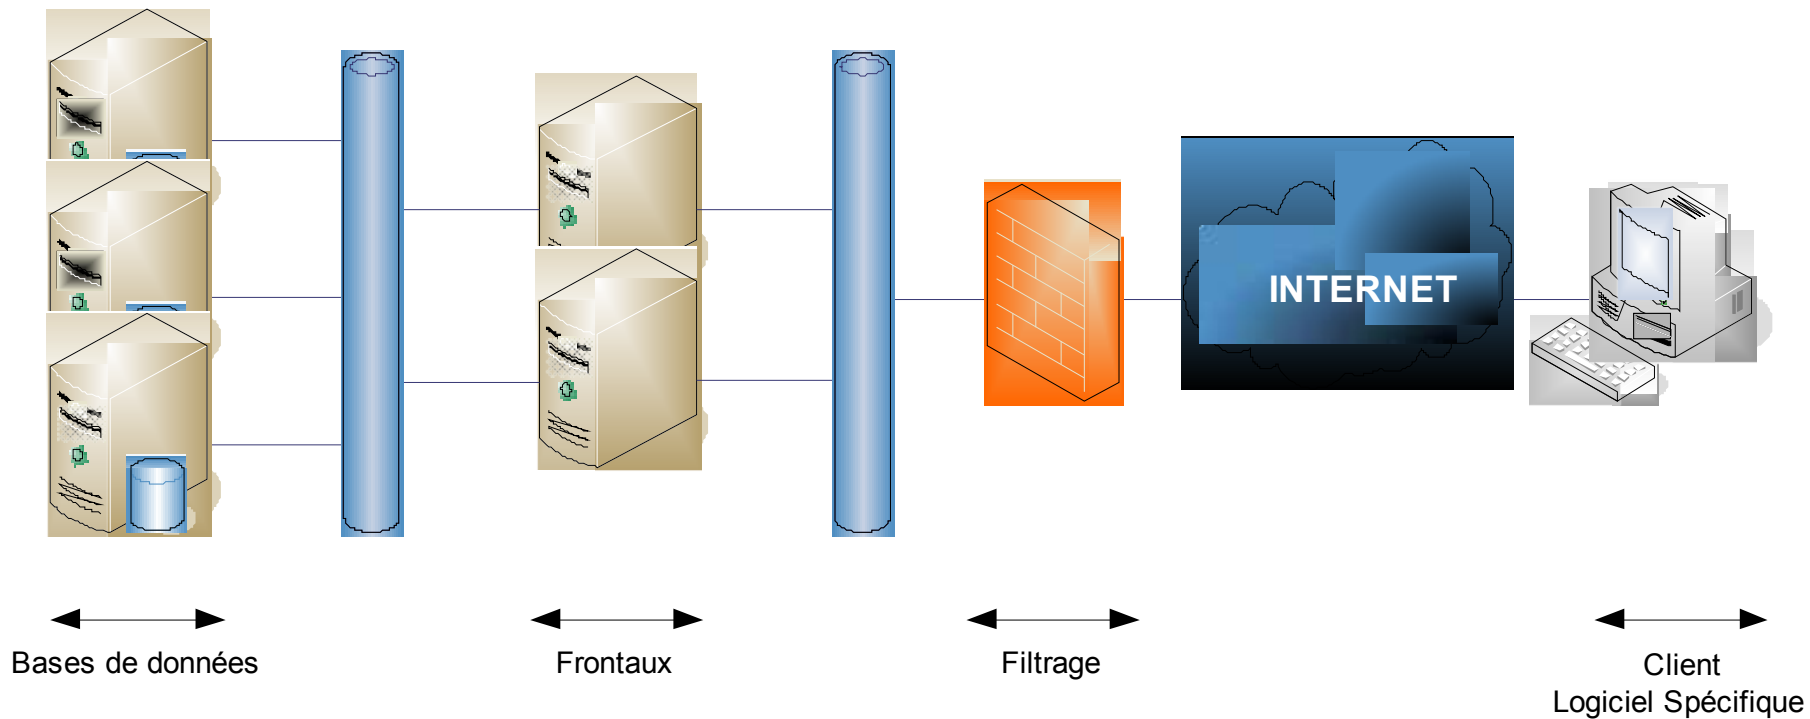 INTERNET
Bases de données
Frontaux
Filtrage
Client
Logiciel Spécifique